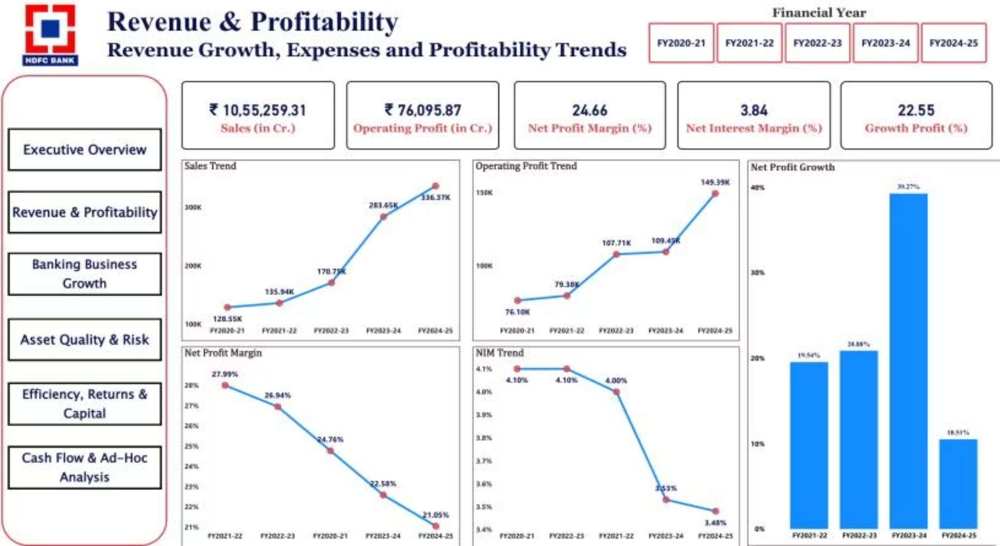 HDFC BANK
Revenue & Profitability
Revenue Growth, Expenses and Profitability Trends
Financial Year
FY2020-21
FY2021-22
FY2022-23
FY2023-24
FY2024-25
Executive Overview
Revenue & Profitability
Banking Business
Growth
Asset Quality & Risk
Efficiency, Returns &
Capital
Cash Flow & Ad-Hoc
Analysis
₹ 10,55,259.31
Sales (in Cr.)
₹ 76,095.87
Operating Profit (in Cr.)
24.66
Net Profit Margin (%)
3.84
Net Interest Margin (%)
22.55
Growth Profit (%)
Sales Trend
300K
200K
100K
128.55K
135.94K
170.75K
283.65K
336.37K
FY2020-21
FY2021-22
FY2022-23
FY2023-24
FY2024-25
Operating Profit Trend
150K
100K
76.10K
79.38K
107.71K
109.45K
149.39K
FY2020-21
FY2021-22
FY2022-23
FY2023-24
FY2024-25
Net Profit Growth
40%
30%
20%
10%
0%
19.54%
20.88%
39.27%
10.51%
FY2021-22
FY2022-23
FY2023-24
FY2024-25
Net Profit Margin
28%
27%
26%
25%
24%
23%
22%
21%
27.99%
26.94%
24.76%
22.58%
21.05%
FY2021-22
FY2022-23
FY2020-21
FY2023-24
FY2024-25
NIM Trend
4.1%
4.0%
3.9%
3.8%
3.7%
3.6%
3.5%
3.4%
4.10%
4.10%
4.00%
3.53%
3.48%
FY2020-21
FY2022-23
FY2021-22
FY2023-24
FY2024-25